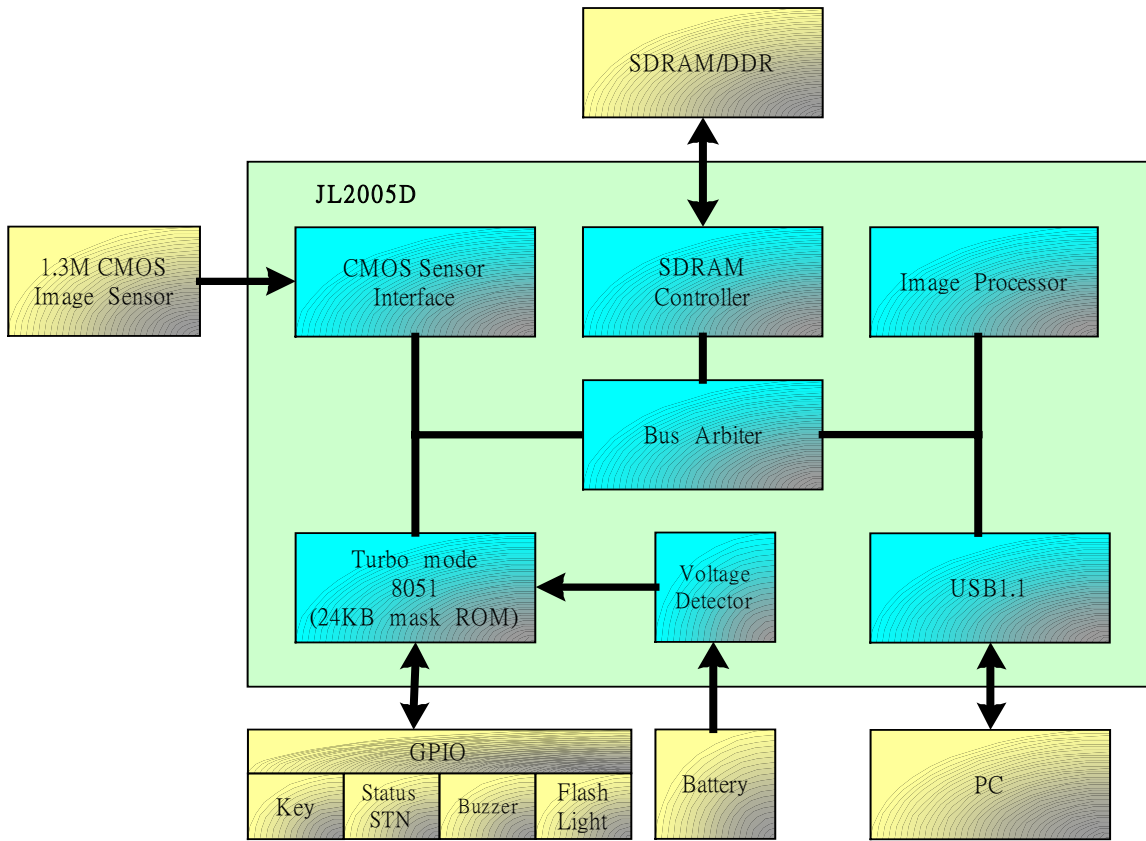 SDRAM/DDR
JL2005D
1.3M CMOS
Image Sensor
CMOS Sensor
Interface
SDRAM
Controller
Image Processor
Bus Arbiter
Turbo mode
8051
(24KB mask ROM)
Voltage
Detector
USB1.1
GPIO
Key
Status
STN
Buzzer
Flash
Light
Battery
PC